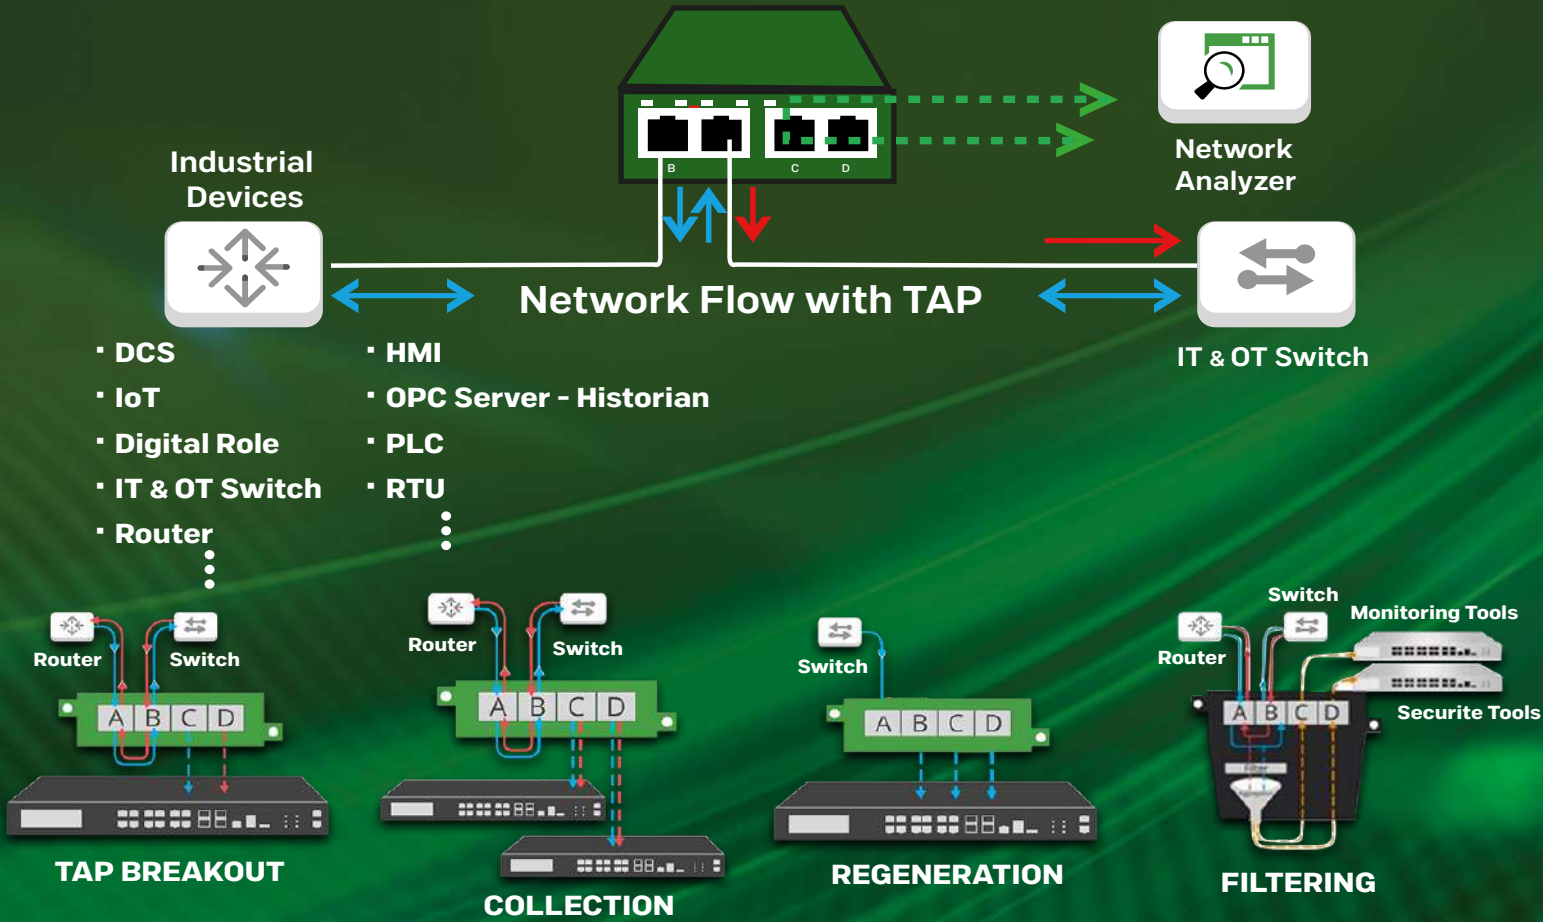 B
C
D
Industrial
Devices
Network
Analyzer
Network Flow with TAP
IT & OT Switch
· DCS
· IoT
· Digital Role
· IT & OT Switch
· Router
· HMI
· OPC Server - Historian
· PLC
· RTU
Router
Switch
A B C D
TAP BREAKOUT
Router
Switch
A B C D
COLLECTION
Switch
A B C D
REGENERATION
Router
Switch
Monitoring Tools
Securite Tools
A B C D
Filter
FILTERING